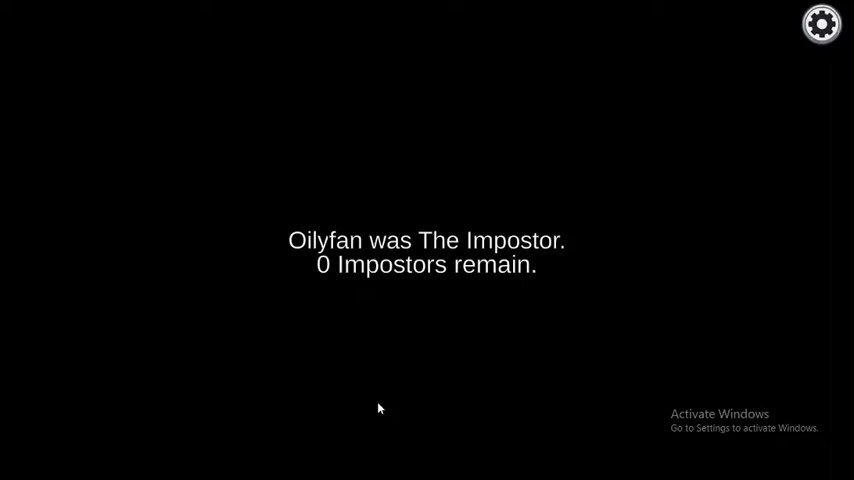 Oilyfan was The Impostor.
0 Impostors remain.
Activate Windows
Go to Settings to activate Windows.